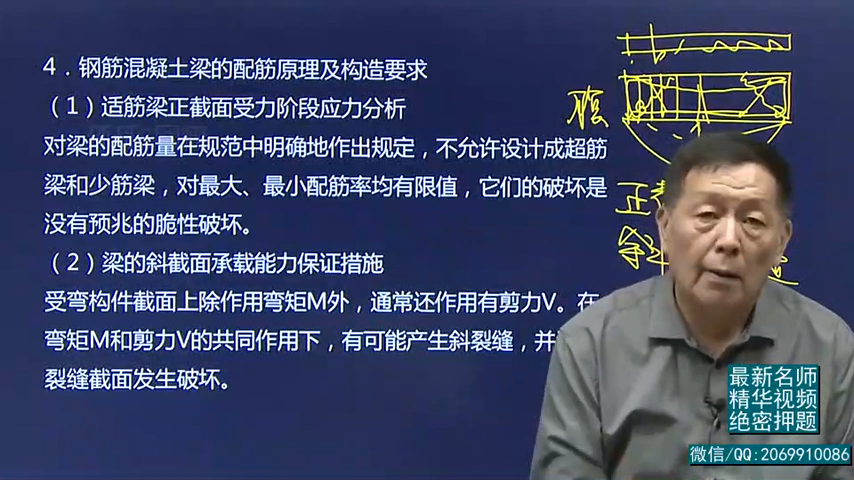 4．钢筋混凝土梁的配筋原理及构造要求
（1）适筋梁正截面受力阶段应力分析
对梁的配筋量在规范中明确地作出规定，不允许设计成超筋
梁和少筋梁，对最大、最小配筋率均有限值，它们的破坏是
没有预兆的脆性破坏。
（2）梁的斜截面承载能力保证措施
受弯构件截面上除作用弯矩M外，通常还作用有剪力V。在
弯矩M和剪力V的共同作用下，有可能产生斜裂缝，并
裂缝截面发生破坏。
腹
正
最新名师
精华视频
绝密押题
微信/QQ:2069910086